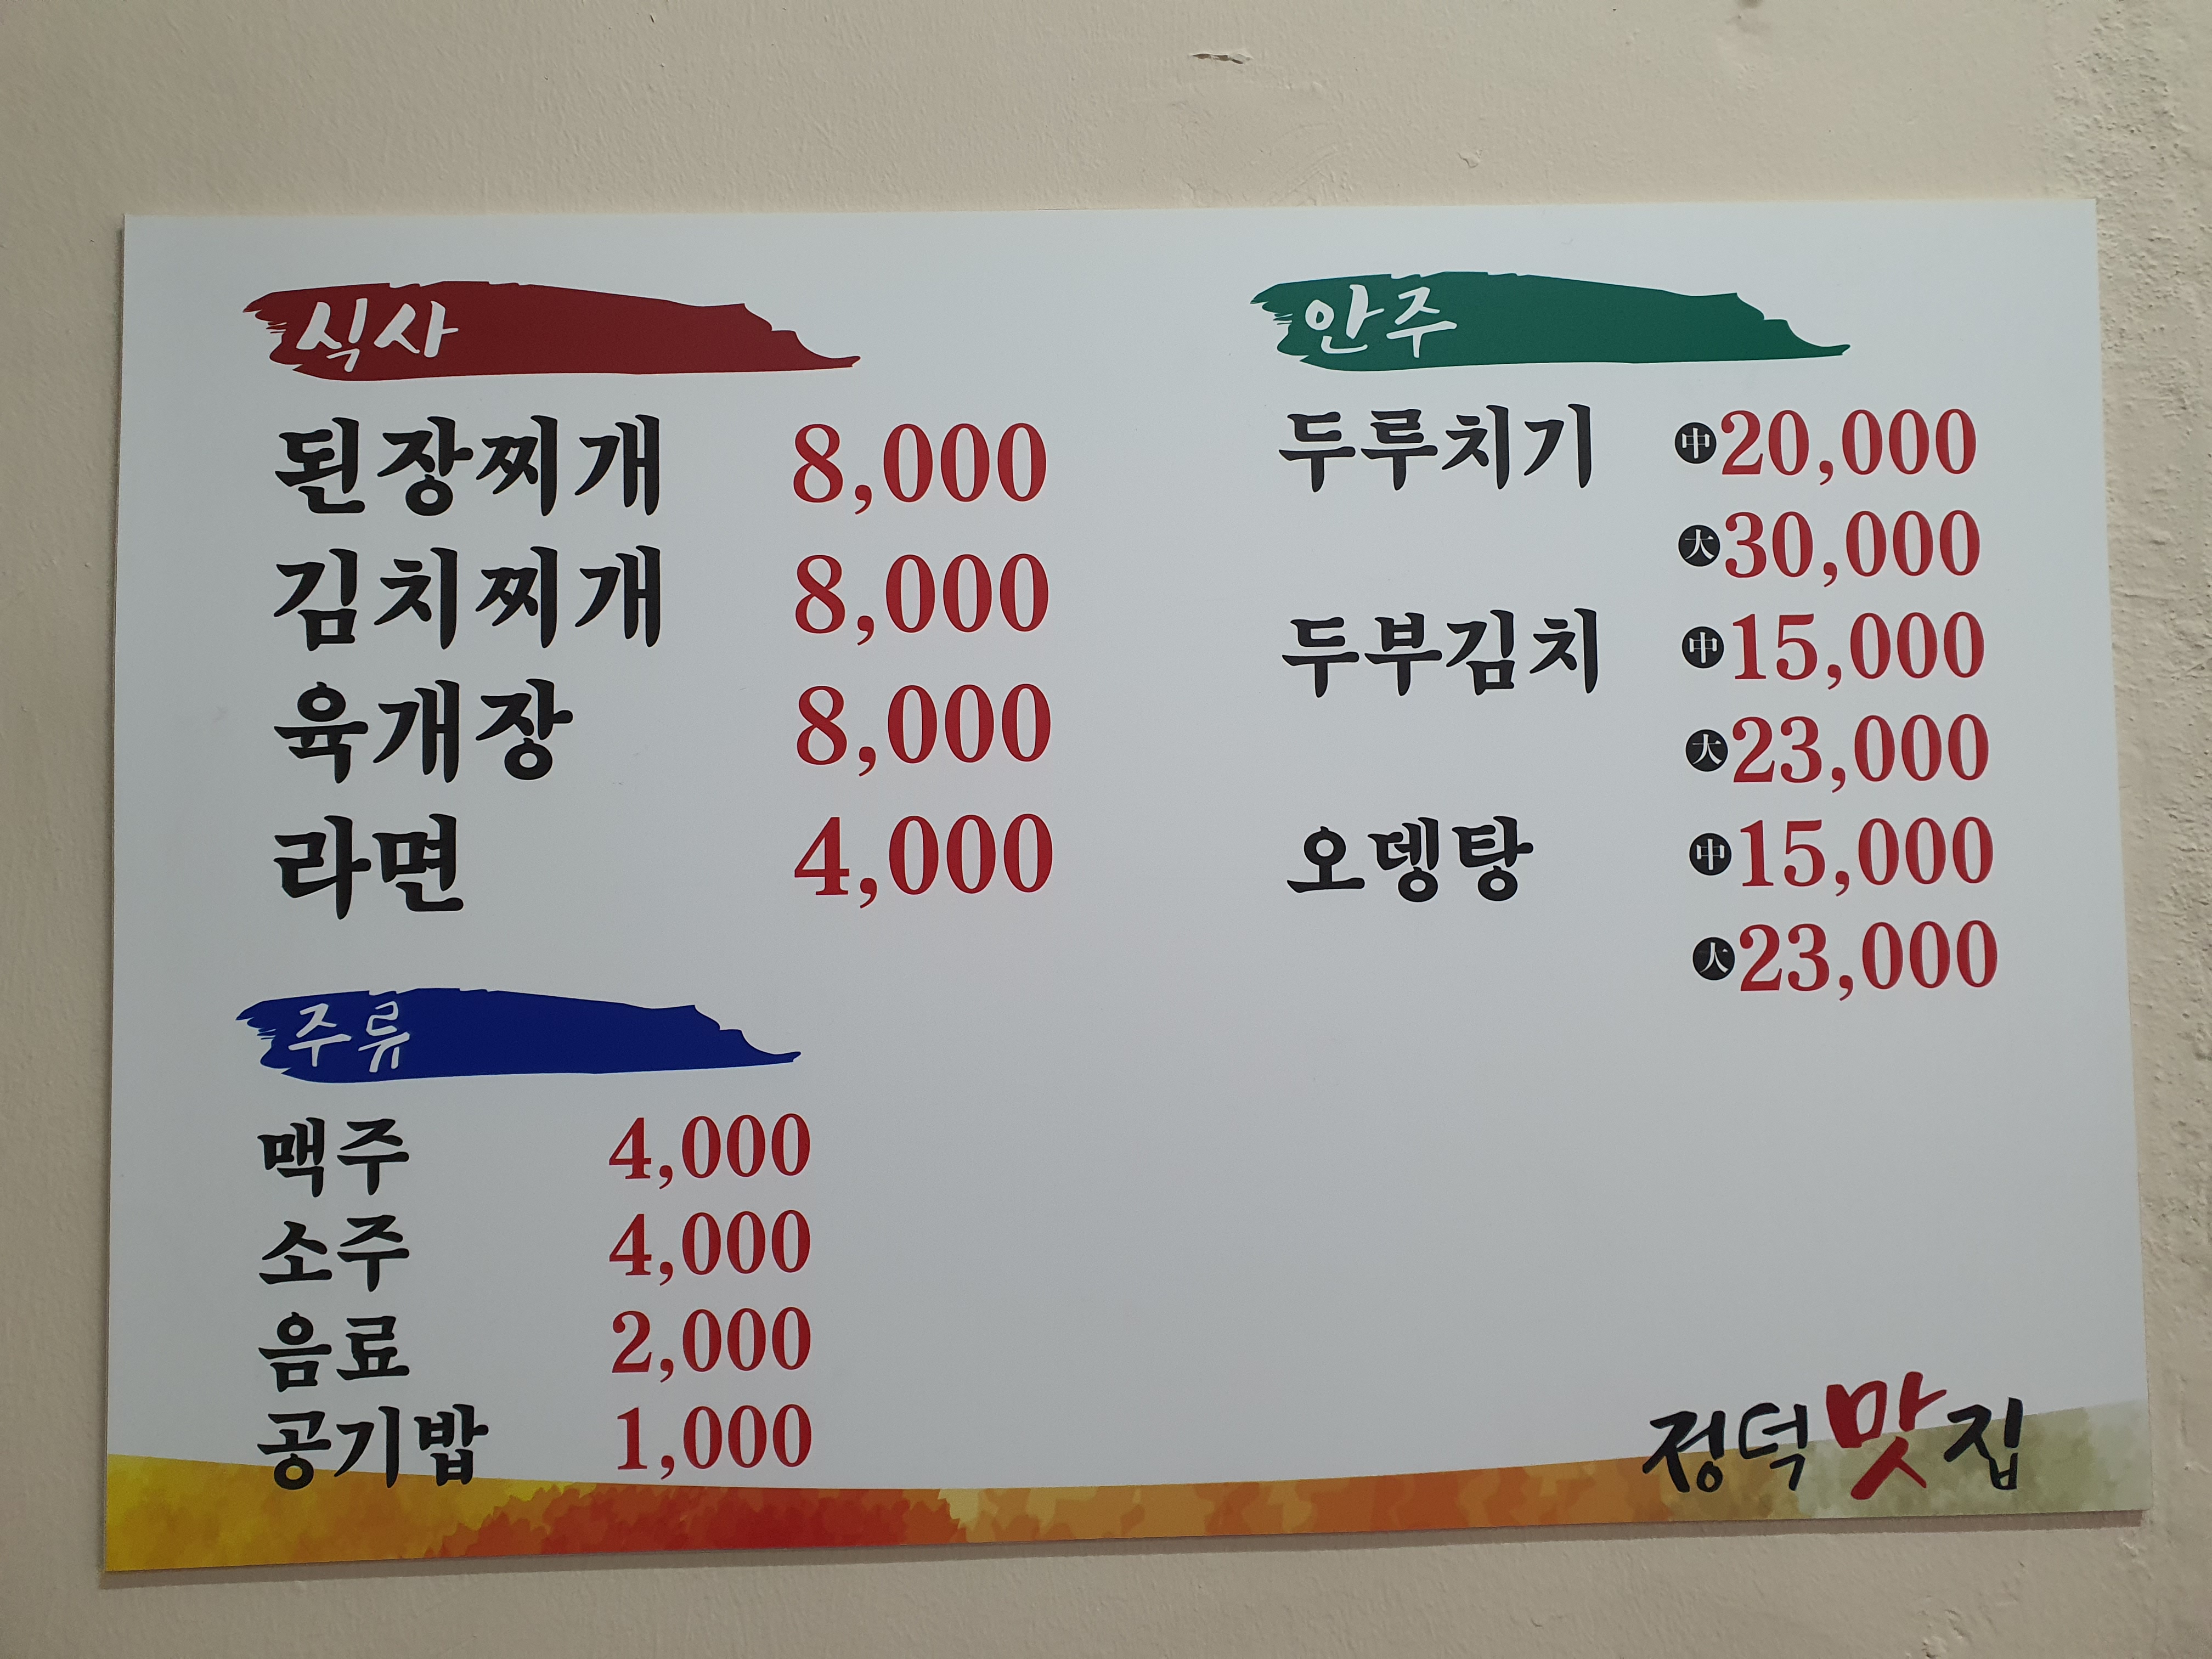 식사
된장찌개 8,000
김치찌개 8,000
육개장 8,000
라면 4,000
주류
맥주 4,000
소주 4,000
음료 2,000
공기밥 1,000
안주
두루치기 中20,000
大30,000
두부김치 中15,000
大23,000
오뎅탕 中15,000
大23,000
정덕맛집